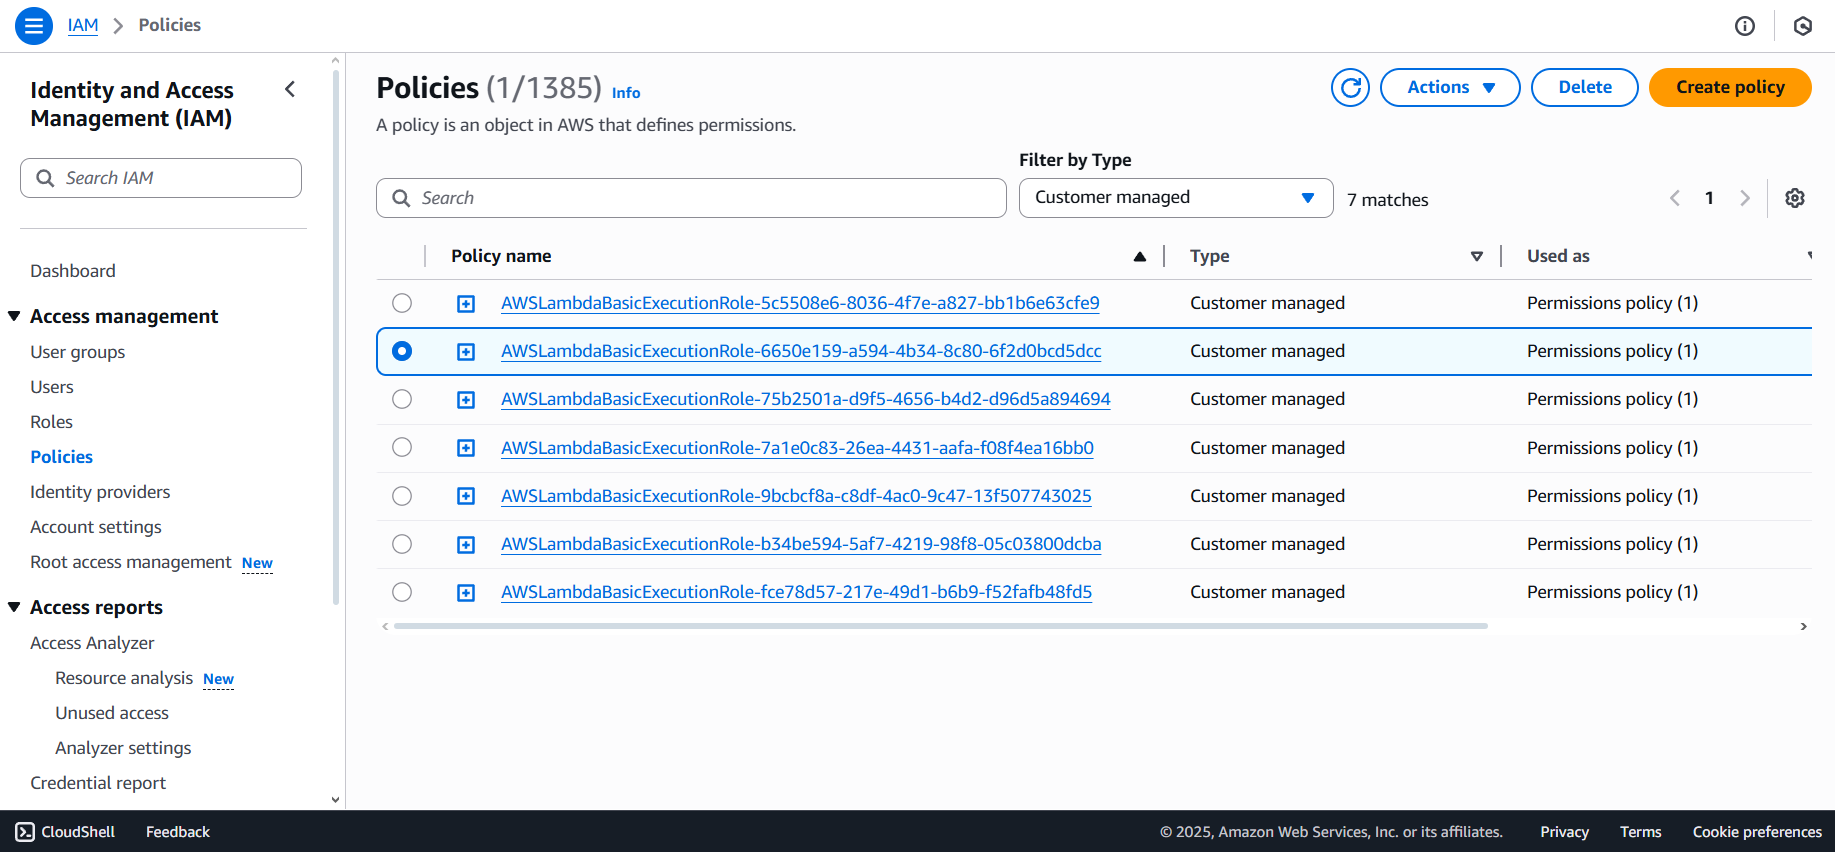 IAM > Policies
Identity and Access
Management (IAM)
Search IAM
Dashboard
Access management
User groups
Users
Roles
Policies
Identity providers
Account settings
Root access management New
Access reports
Access Analyzer
Resource analysis New
Unused access
Analyzer settings
Credential report
Policies (1/1385) Info
A policy is an object in AWS that defines permissions.
Actions
Delete
Create policy
Filter by Type
Search
Customer managed
7 matches
1
Policy name Type Used as
AWSLambdaBasicExecutionRole-5c5508e6-8036-4f7e-a827-bb1b6e63cfe9 Customer managed Permissions policy (1)
AWSLambdaBasicExecutionRole-6650e159-a594-4b34-8c80-6f2d0bcd5dcc Customer managed Permissions policy (1)
AWSLambdaBasicExecutionRole-75b2501a-d9f5-4656-b4d2-d96d5a894694 Customer managed Permissions policy (1)
AWSLambdaBasicExecutionRole-7a1e0c83-26ea-4431-aafa-f08f4ea16bb0 Customer managed Permissions policy (1)
AWSLambdaBasicExecutionRole-9bcbcf8a-c8df-4ac0-9c47-13f507743025 Customer managed Permissions policy (1)
AWSLambdaBasicExecutionRole-b34be594-5af7-4219-98f8-05c03800dcba Customer managed Permissions policy (1)
AWSLambdaBasicExecutionRole-fce78d57-217e-49d1-b6b9-f52fafb48fd5 Customer managed Permissions policy (1)
CloudShell Feedback © 2025, Amazon Web Services, Inc. or its affiliates. Privacy Terms Cookie preferences